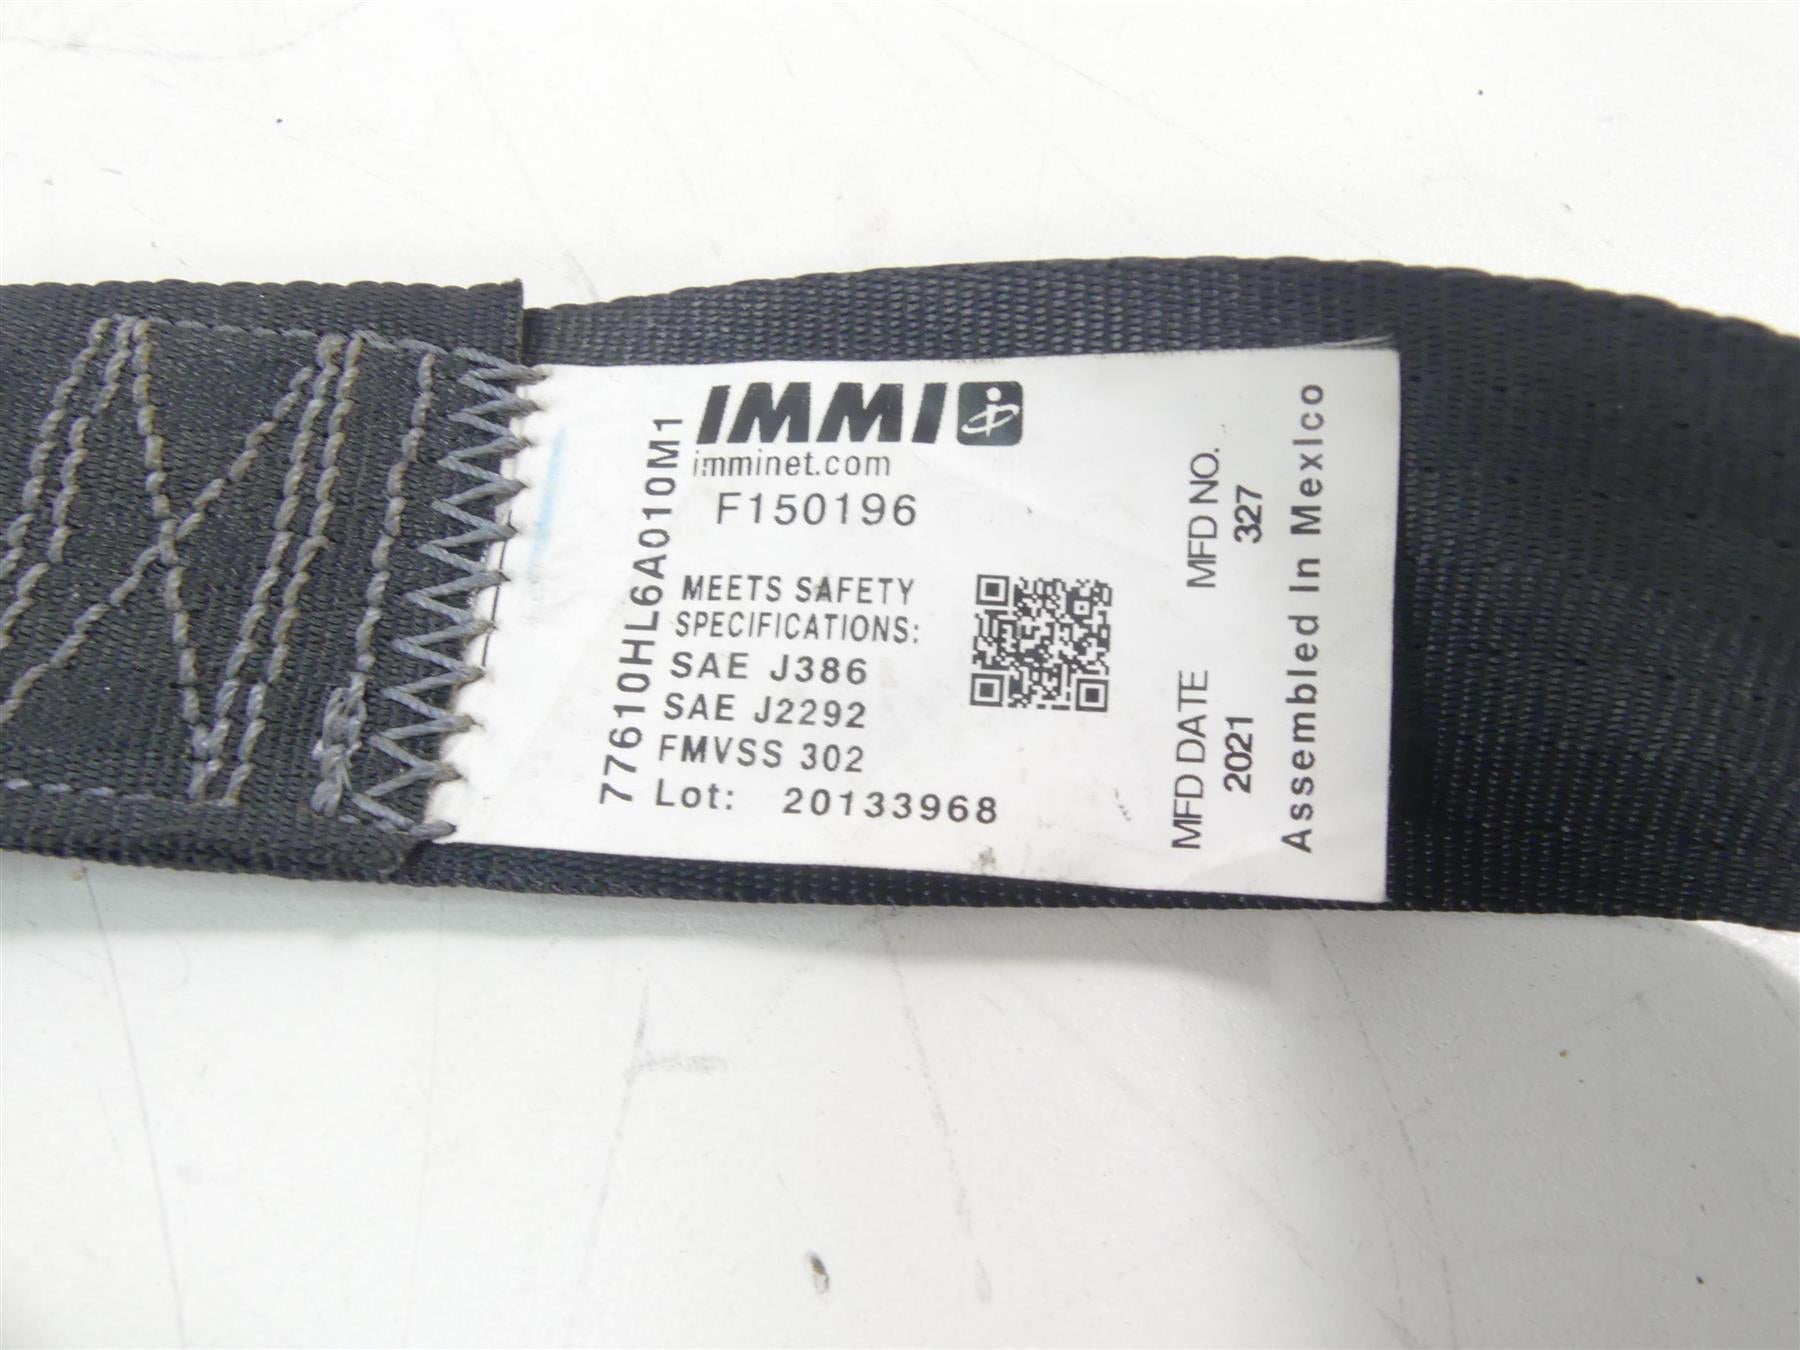 IMMI
imminet.com
F150196
77610HL6A010M1
MEETS SAFETY
SPECIFICATIONS:
SAE J386
SAE J2292
FMVSS 302
Lot: 20133968
MFD DATE MFD NO.
2021 327
Assembled In Mexico